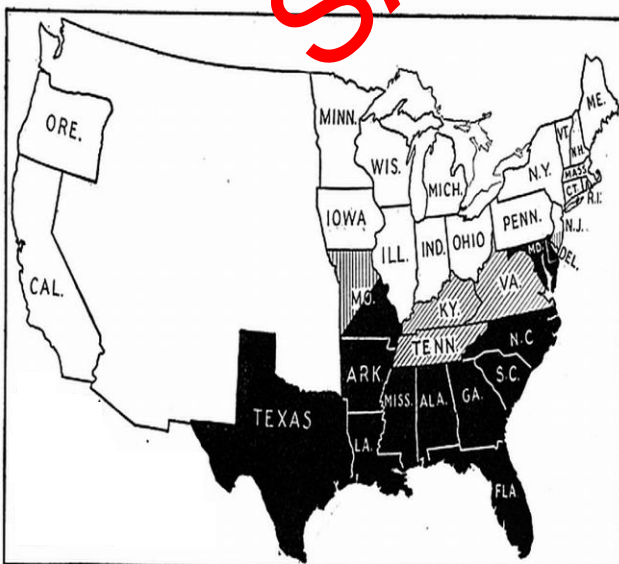 ORE.
CAL.
MINN.
WIS.
IOWA
ILL.
MICH.
IND.
OHIO
PENN.
N.Y.
VT.
N.H.
ME.
MASS.
CT.
R.I.
N.J.
DEL.
MD.
VA.
KY.
MO.
TENN.
N.C
S.C.
GA.
ALA.
MISS.
ARK
LA.
TEXAS
FLA